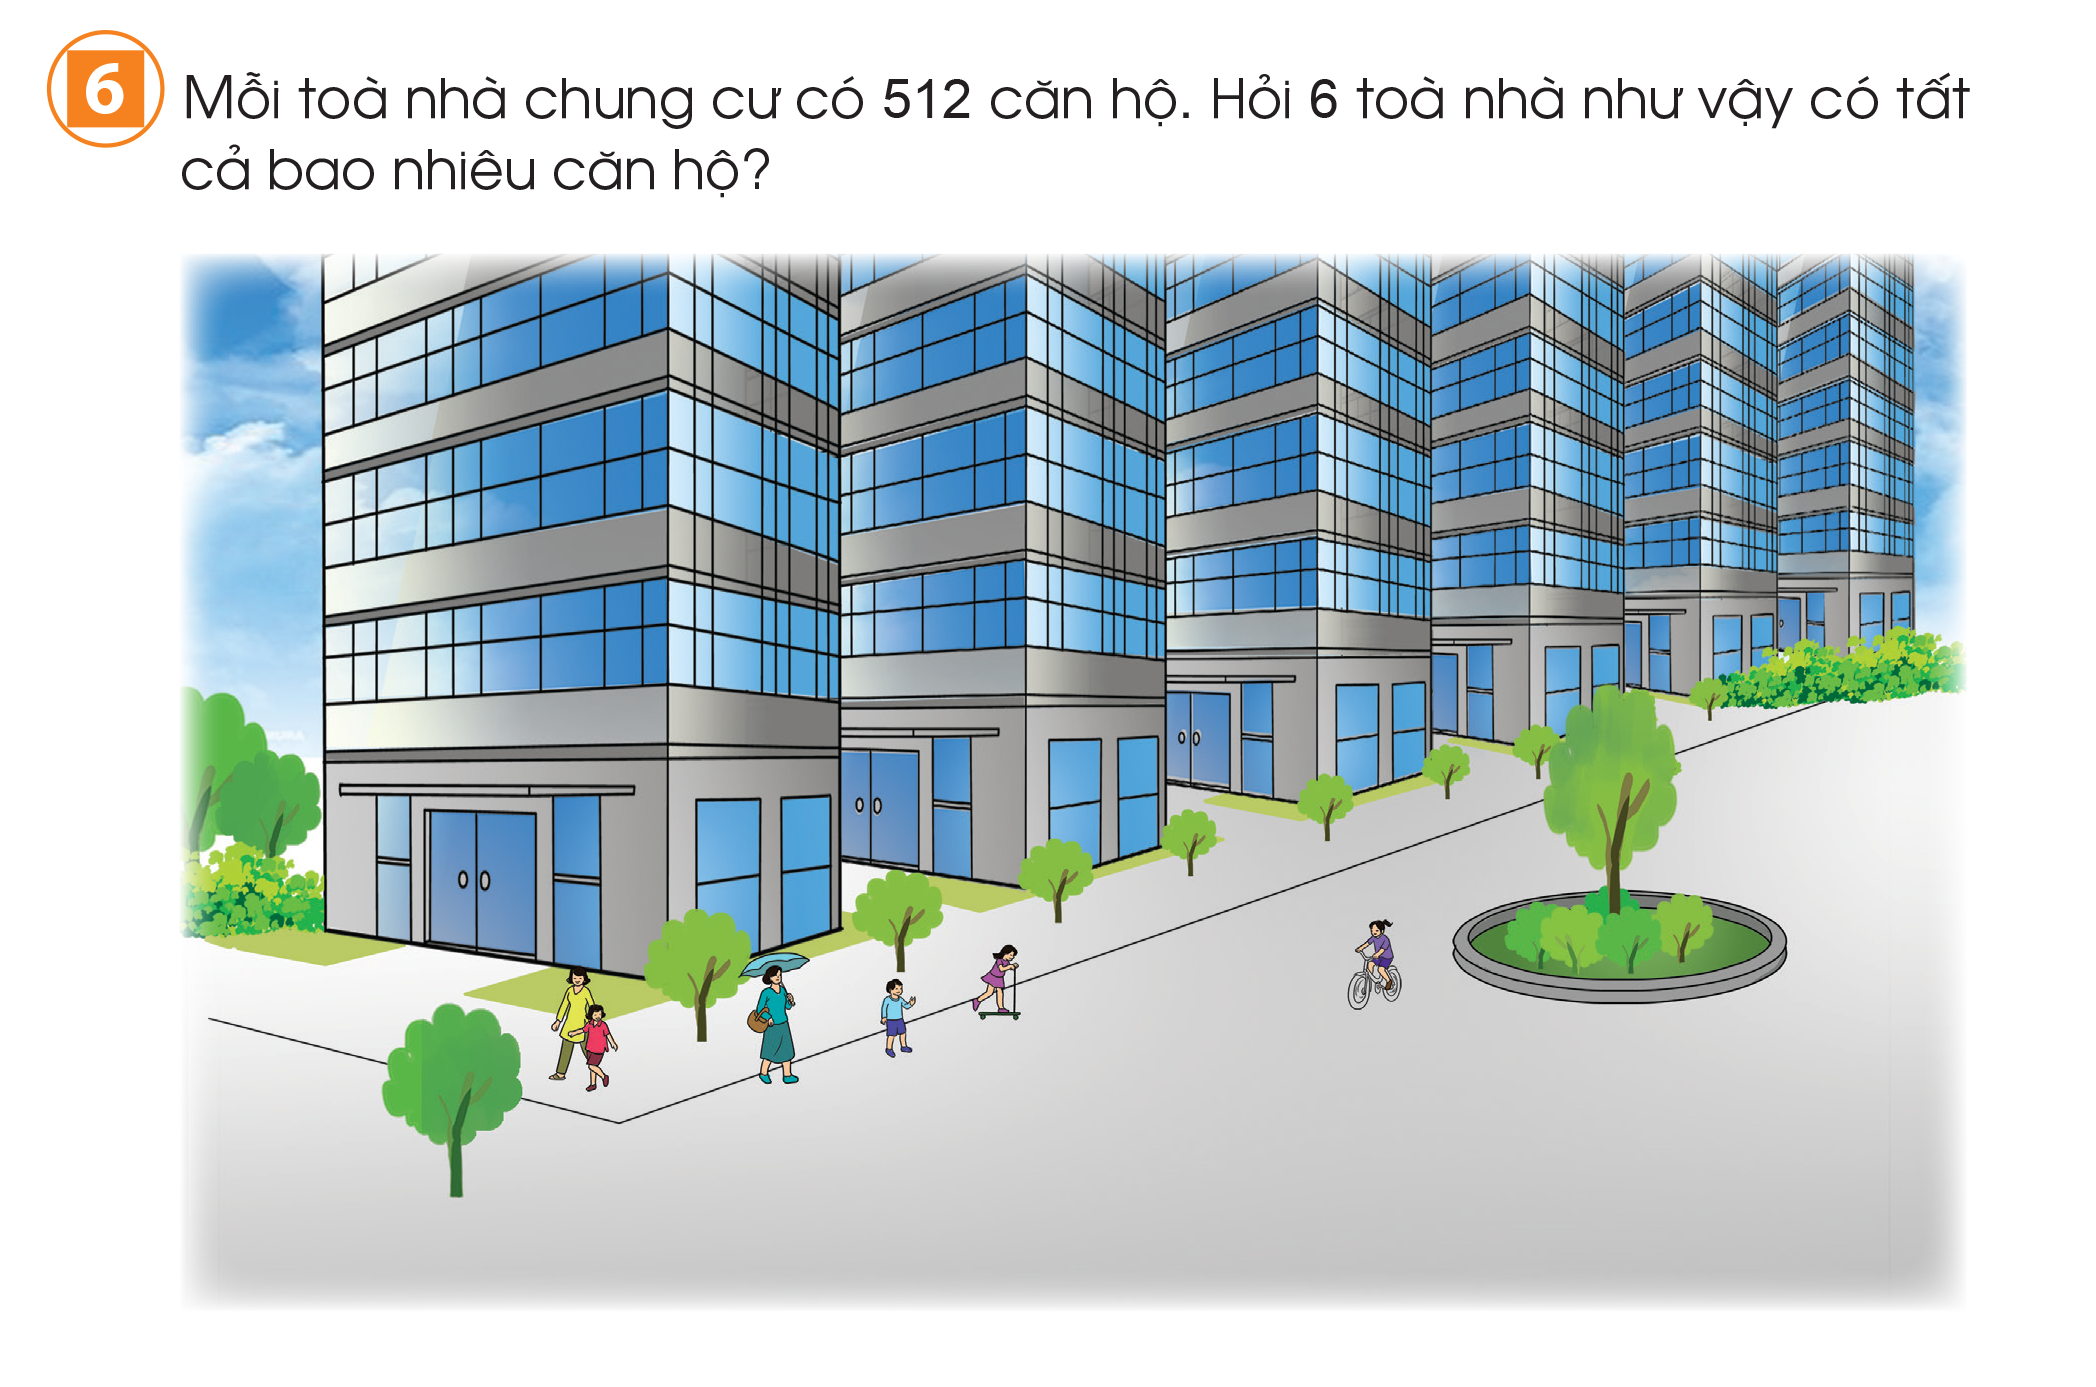 6 Mỗi toà nhà chung cư có 512 căn hộ. Hỏi 6 toà nhà như vậy có tất
cả bao nhiêu căn hộ?